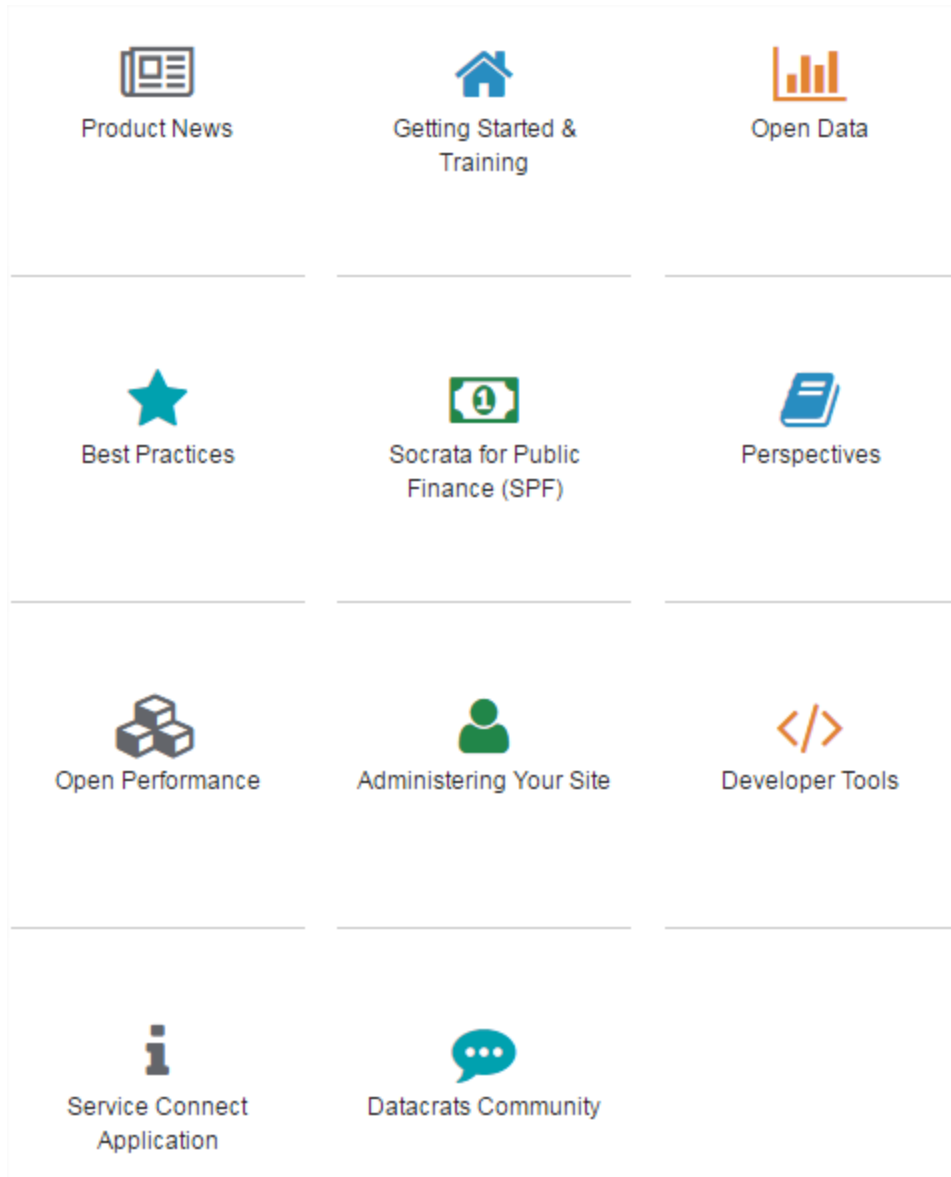 Product News
Getting Started &
Training
Open Data
Best Practices
Socrata for Public
Finance (SPF)
Perspectives
Open Performance
Administering Your Site
Developer Tools
Service Connect
Application
Datacrats Community